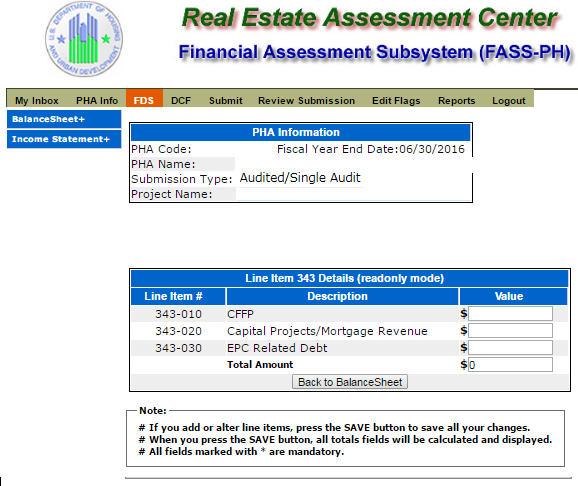 U.S. DEPARTMENT OF HOUSING
AND URBAN DEVELOPMENT
Real Estate Assessment Center
Financial Assessment Subsystem (FASS-PH)
My Inbox PHA Info FDS DCF Submit Review Submission Edit Flags Reports Logout
BalanceSheet+
Income Statement+
PHA Information
PHA Code: Fiscal Year End Date:06/30/2016
PHA Name:
Submission Type: Audited/Single Audit
Project Name:
Line Item 343 Details (readonly mode)
Line Item # Description Value
343-010 CFFP $
343-020 Capital Projects/Mortgage Revenue $
343-030 EPC Related Debt $
Total Amount $0
Back to BalanceSheet
Note:
# If you add or alter line items, press the SAVE button to save all your changes.
# When you press the SAVE button, all totals fields will be calculated and displayed.
# All fields marked with * are mandatory.